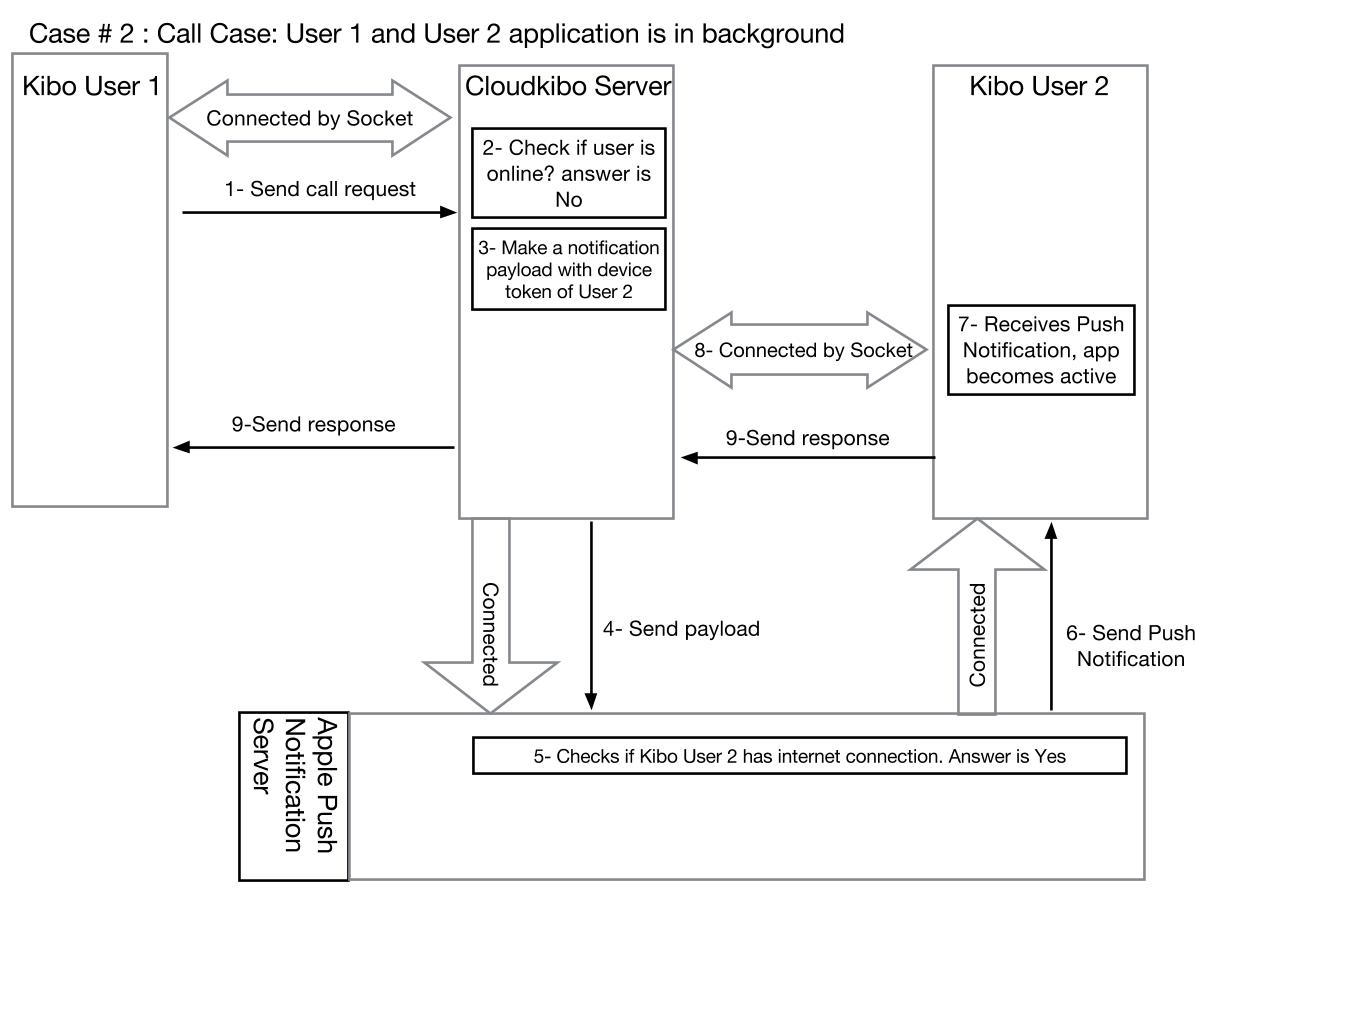 Case # 2 : Call Case: User 1 and User 2 application is in background
Kibo User 1
Cloudkibo Server
Kibo User 2
Connected by Socket
1- Send call request
2- Check if user is
online? answer is
No
3- Make a notification
payload with device
token of User 2
7- Receives Push
Notification, app
becomes active
8- Connected by Socket
9-Send response
9-Send response
Connected
4- Send payload
Connected
6- Send Push
Notification
Apple Push
Notification
Server
5- Checks if Kibo User 2 has internet connection. Answer is Yes